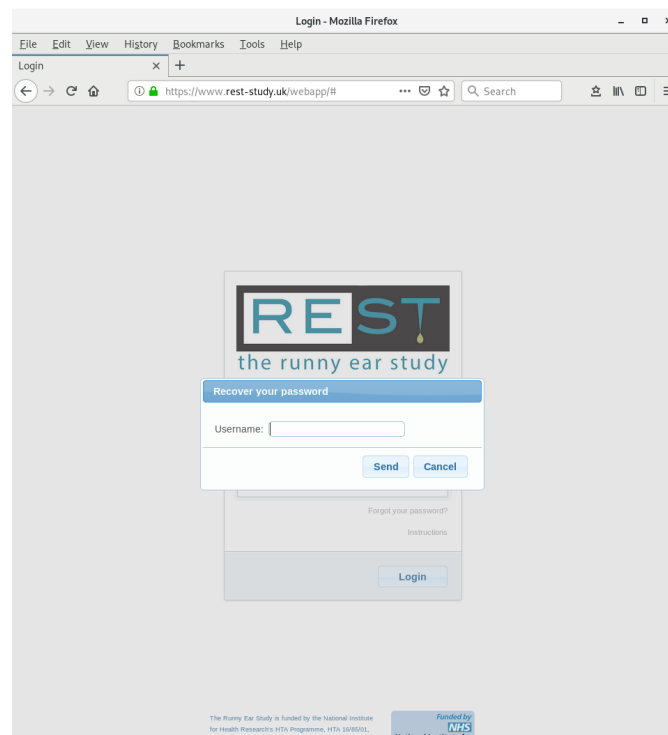 Login - Mozilla Firefox
File Edit View History Bookmarks Tools Help
Login
https://www.rest-study.uk/webapp/#
Search
REST
the runny ear study
Recover your password
Username:
Send Cancel
Forgot your password?
Instructions
Login
The Runny Ear Study is funded by the National Institute
for Health Research's HTA Programme, HTA 16/85/01,
Funded by
NHS